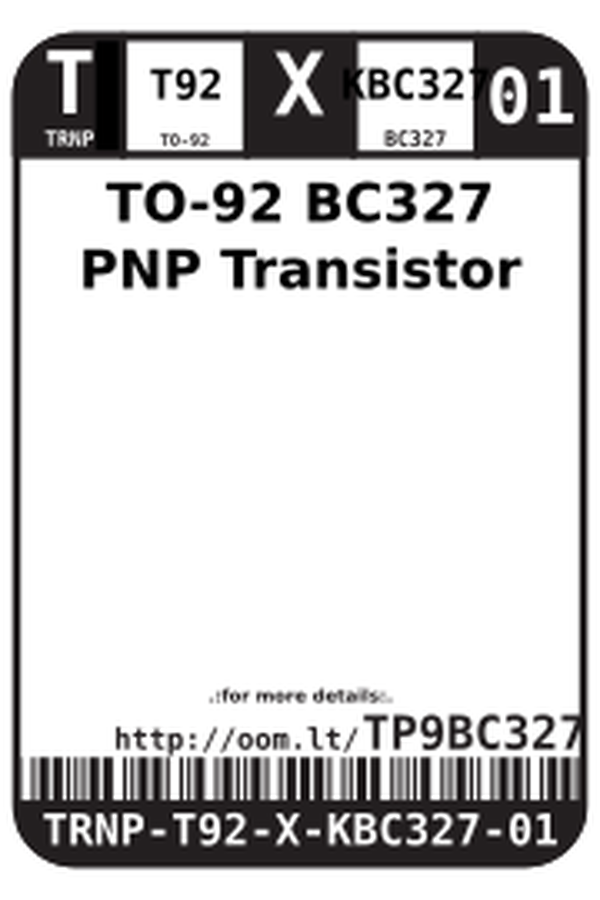 T T92 X KBC327 01
TRNP TO-92 BC327
TO-92 BC327
PNP Transistor
.:for more details:.
http://oom.lt/TP9BC327
TRNP-T92-X-KBC327-01